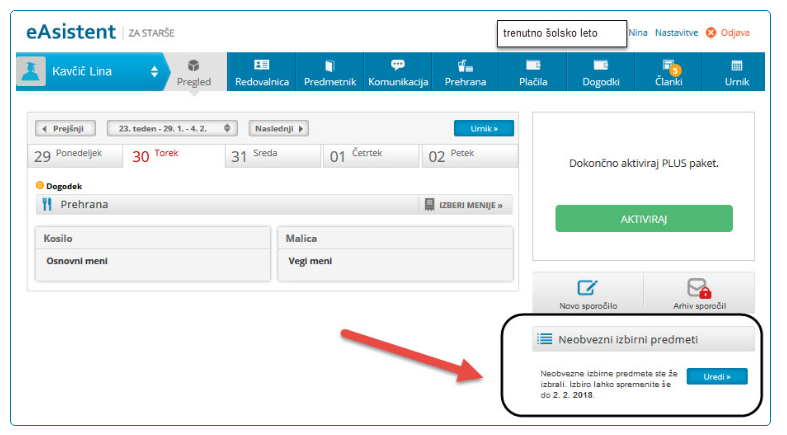 eAsistent ZA STARŠE
trenutno šolsko leto
Nina Nastavitve Odjava
Kavčič Lina
Pregled
Redovalnica
Predmetnik
Komunikacija
Prehrana
Plačila
Dogodki
5
Članki
Urnik
Prejšnji
23. teden - 29. 1. - 4. 2.
Naslednji
Urnik »
29 Ponedeljek
30 Torek
31 Sreda
01 Četrtek
02 Petek
D Dogodek
Prehrana
IZBERI MENIJE »
Kosilo
Osnovni meni
Malica
Vegi meni
Dokončno aktiviraj PLUS paket.
AKTIVIRAJ
Novo sporočilo
Arhiv sporočil
Neobvezni izbirni predmeti
Neobvezne izbirne predmete ste že
izbrali. Izbiro lahko spremenite še
do 2. 2. 2018.
Uredi »